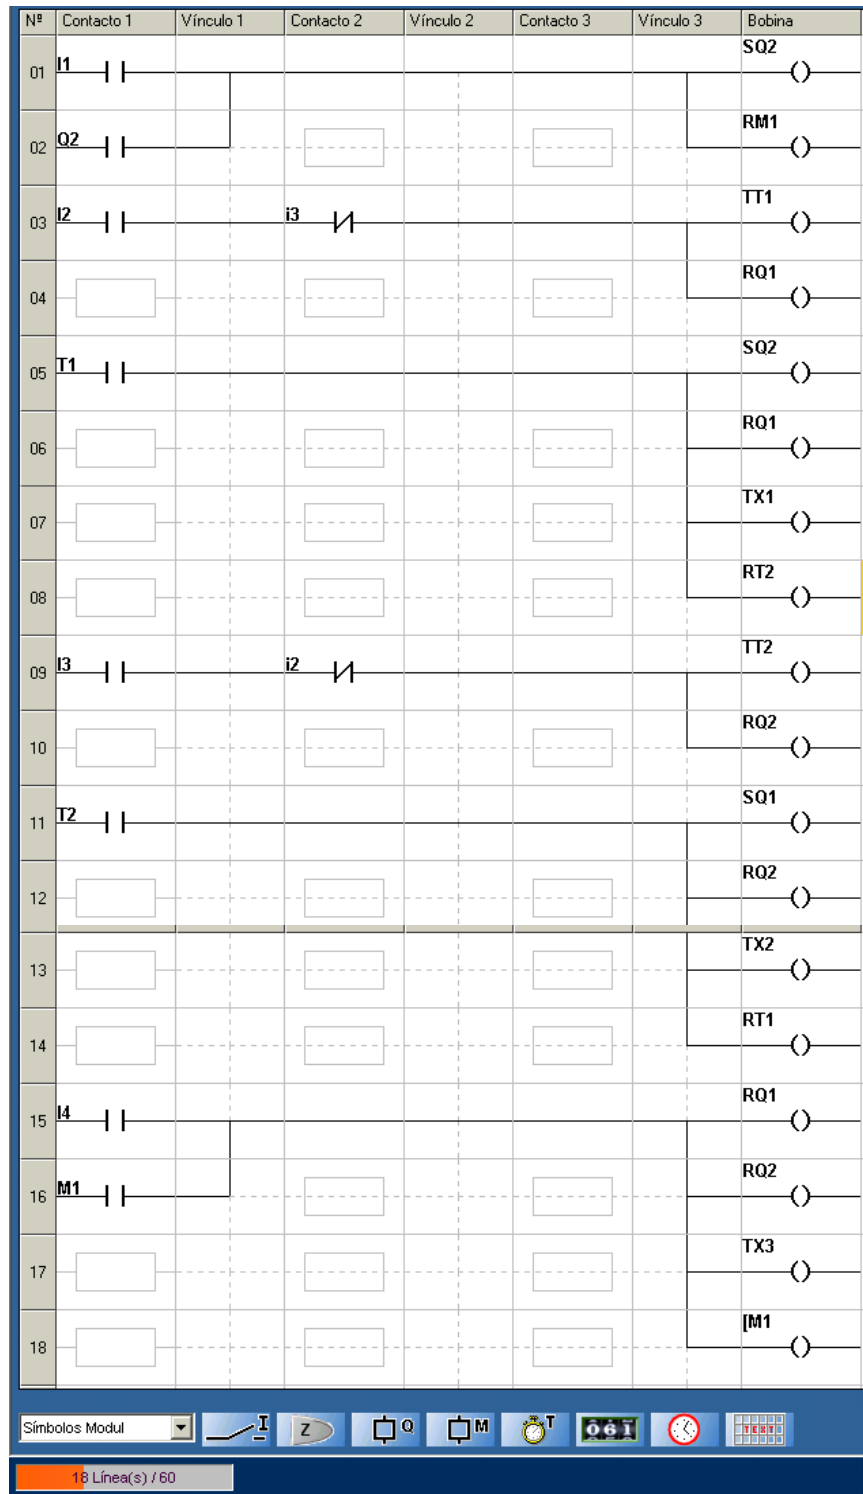 Nº Contacto 1 Vínculo 1 Contacto 2 Vínculo 2 Contacto 3 Vínculo 3 Bobina
01 I1 SQ2
02 Q2 RM1
03 I2 i3 TT1
04 RQ1
05 T1 SQ2
06 RQ1
07 TX1
08 RT2
09 I3 i2 TT2
10 RQ2
11 T2 SQ1
12 RQ2
13 TX2
14 RT1
15 I4 RQ1
16 M1 RQ2
17 TX3
18 [M1
Símbolos Modul I Z Q M T 061 TEXT
18 Línea(s) / 60